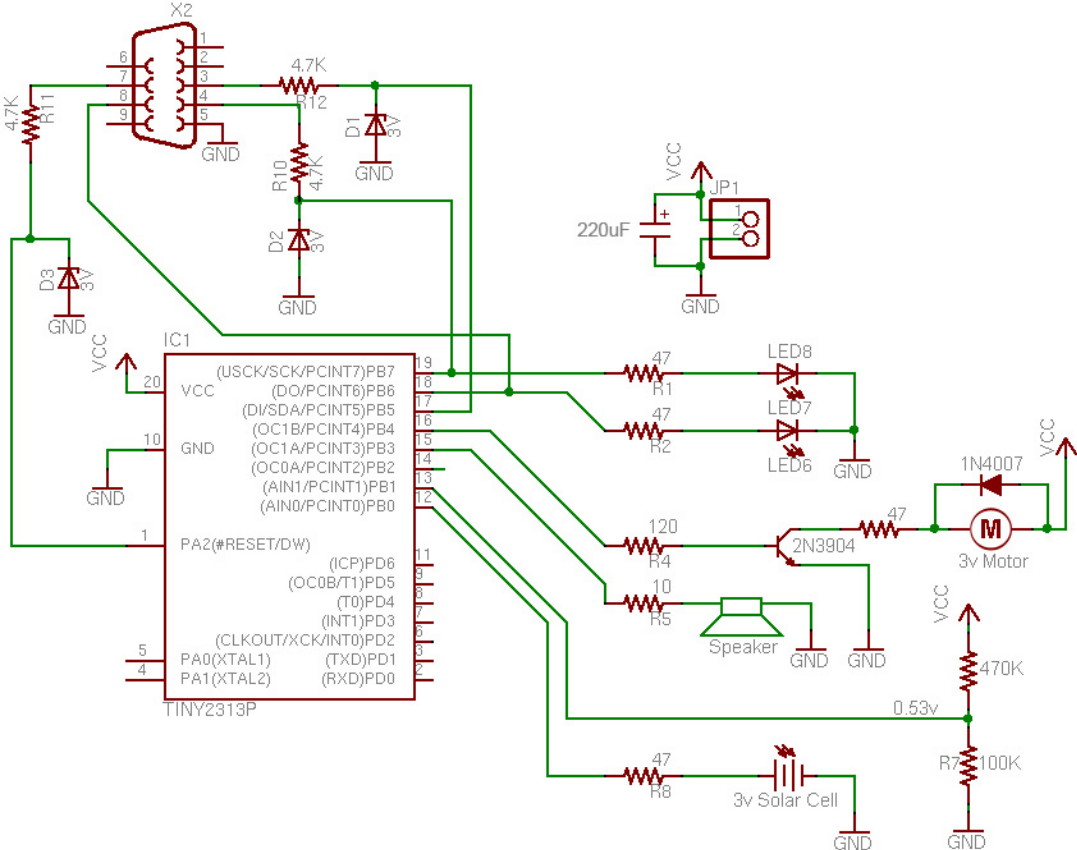 X2
1
6
2
7
3
8
4
9
5
GND
4.7K
R11
4.7K
R12
D1
3V
GND
R10
4.7K
D2
3V
GND
D3
3V
GND
VCC
220uF
+
JP1
1
2
GND
IC1
VCC
20
VCC
10
GND
GND
1
PA2(#RESET/DW)
5
PA0(XTAL1)
4
PA1(XTAL2)
TINY2313P
(USCK/SCK/PCINT7)PB7
19
(DO/PCINT6)PB6
18
(DI/SDA/PCINT5)PB5
17
(OC1B/PCINT4)PB4
16
(OC1A/PCINT3)PB3
15
(OC0A/PCINT2)PB2
14
(AIN1/PCINT1)PB1
13
(AIN0/PCINT0)PB0
12
(ICP)PD6
11
(OC0B/T1)PD5
9
(T0)PD4
8
(INT1)PD3
7
(CLKOUT/XCK/INT0)PD2
6
(TXD)PD1
3
(RXD)PD0
2
47
R1
LED8
47
R2
LED7
LED6
GND
120
R4
2N3904
47
1N4007
M
3v Motor
VCC
10
R5
Speaker
GND
GND
VCC
470K
0.53v
R7
100K
GND
47
R8
3v Solar Cell
GND